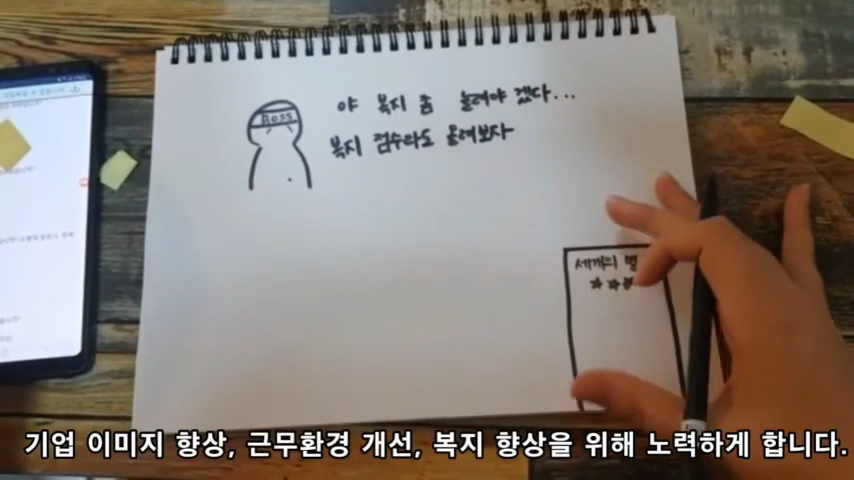 BOSS
야 복지 좀 늘려야 겠다...
복지 점수라도 올려보자
세개의 별
기업 이미지 향상, 근무환경 개선, 복지 향상을 위해 노력하게 합니다.